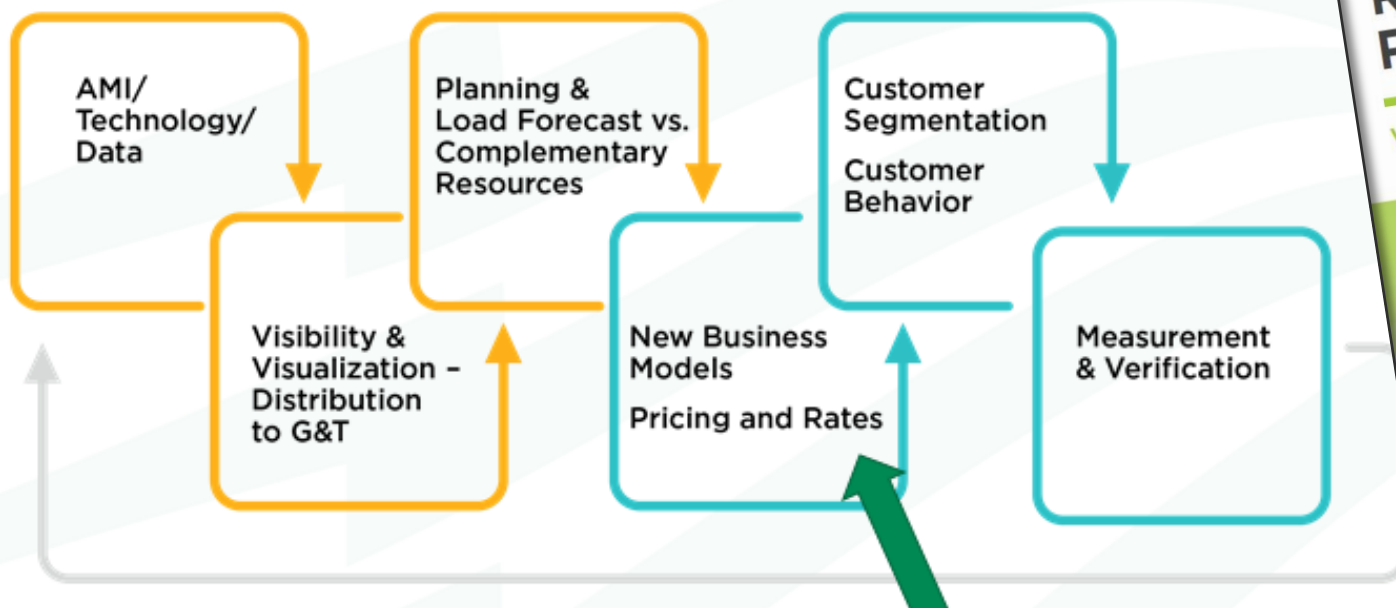 AMI/
Technology/
Data
Visibility &
Visualization –
Distribution
to G&T
Planning &
Load Forecast vs.
Complementary
Resources
New Business
Models
Pricing and Rates
Customer
Segmentation
Customer
Behavior
Measurement
& Verification